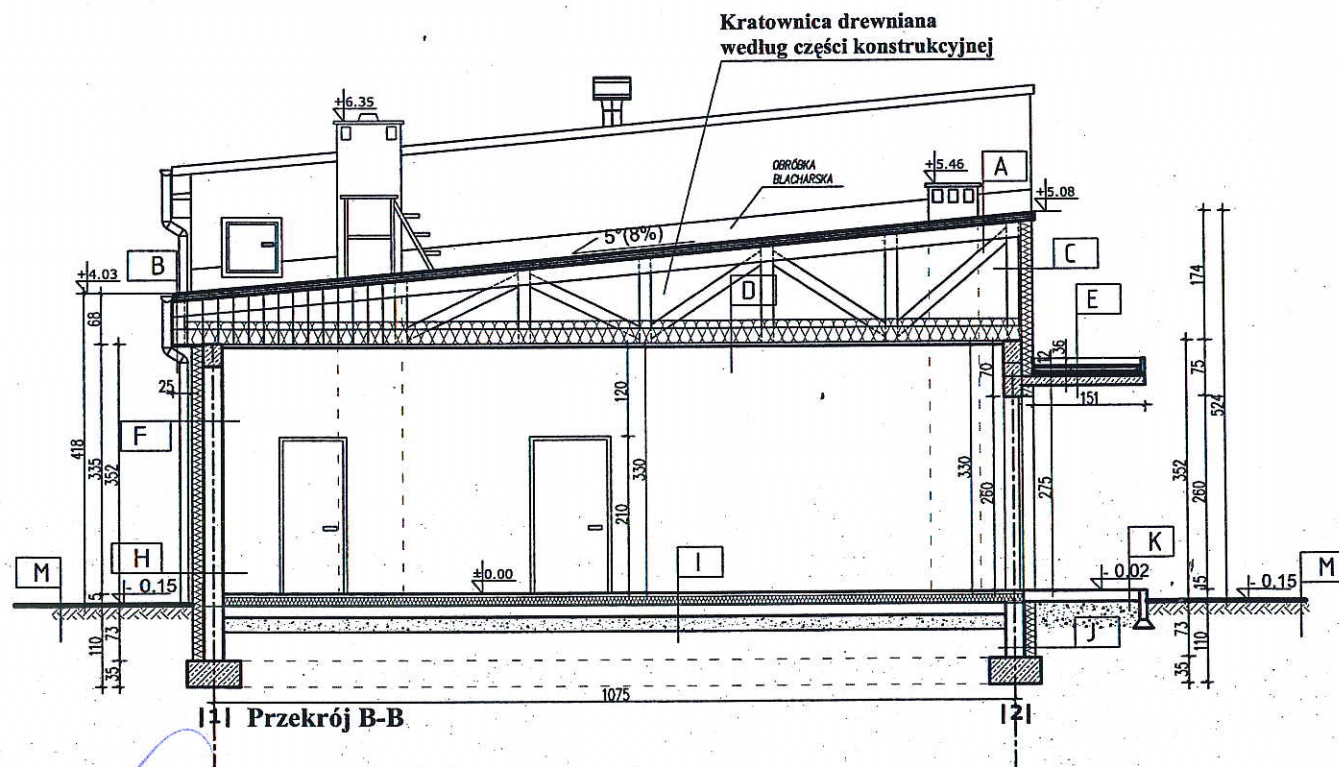 Kratownica drewniana
według części konstrukcyjnej
+6.35
OBRÓBKA
BLACHARSKA
+5.46
A
+5.08
5°(8%)
B
C
+4.03
D
E
174
68
36
12
25
120
70
75
151
524
F
418
335
352
330
210
330
260
275
352
260
H
I
K
M
M
- 0.15
±0.00
- 0.02
15
- 0.15
5
73
110
J
73
110
35
35
1075
|1| Przekrój B-B
|2|